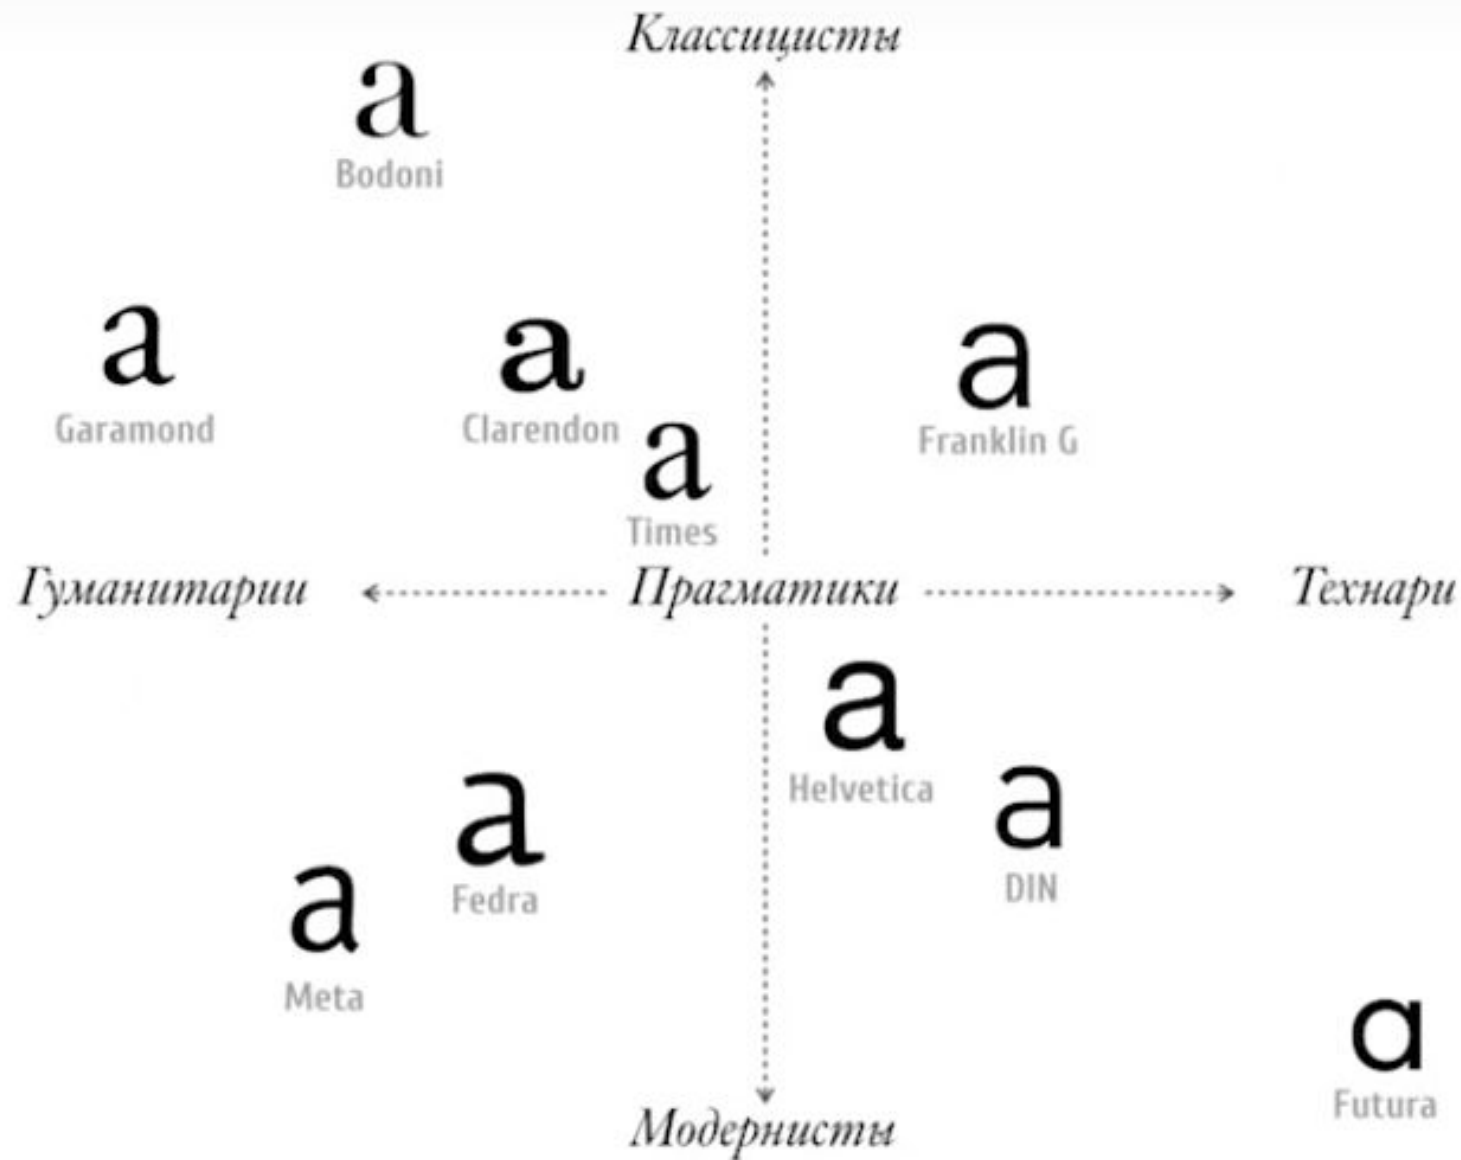 Классицисты
a
Bodoni
a
Garamond
a
Clarendon
a
Times
a
Franklin G
Гуманитарии
Прагматики
Технари
a
Helvetica
a
DIN
a
Fedra
a
Meta
a
Futura
Модернисты